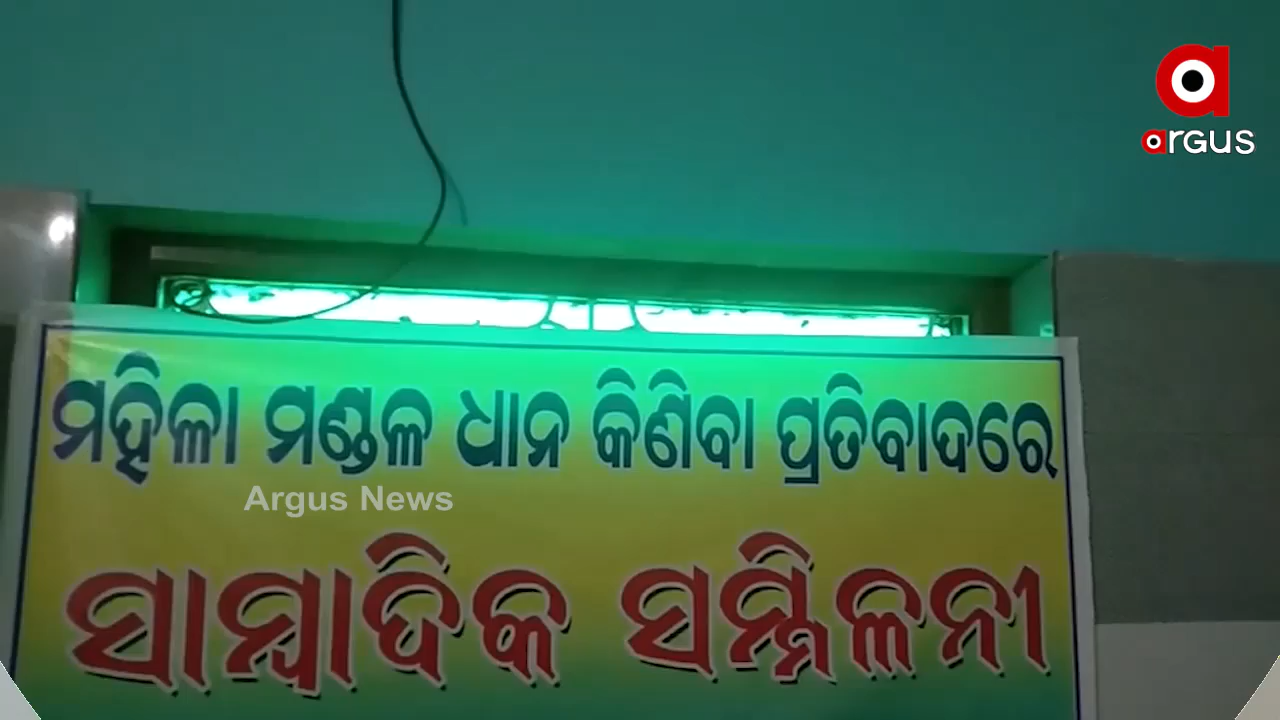 argus
ମହିଳା ମଣ୍ଡଳ ଧାନ କିଣିବା ପ୍ରତିବାଦରେ
Argus News
ସାମ୍ବାଦିକ ସମ୍ମିଳନୀ